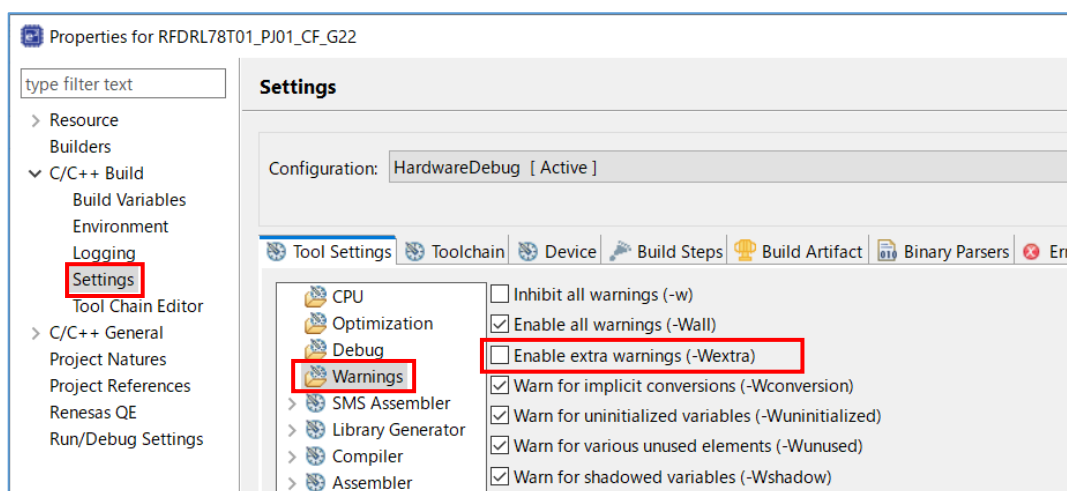 Properties for RFDRL78T01_PJ01_CF_G22
type filter text
Resource
Builders
C/C++ Build
Build Variables
Environment
Logging
Settings
Tool Chain Editor
C/C++ General
Project Natures
Project References
Renesas QE
Run/Debug Settings
Settings
Configuration: HardwareDebug [ Active ]
Tool Settings Toolchain Device Build Steps Build Artifact Binary Parsers
CPU
Optimization
Debug
Warnings
SMS Assembler
Library Generator
Compiler
Assembler
Inhibit all warnings (-w)
Enable all warnings (-Wall)
Enable extra warnings (-Wextra)
Warn for implicit conversions (-Wconversion)
Warn for uninitialized variables (-Wuninitialized)
Warn for various unused elements (-Wunused)
Warn for shadowed variables (-Wshadow)